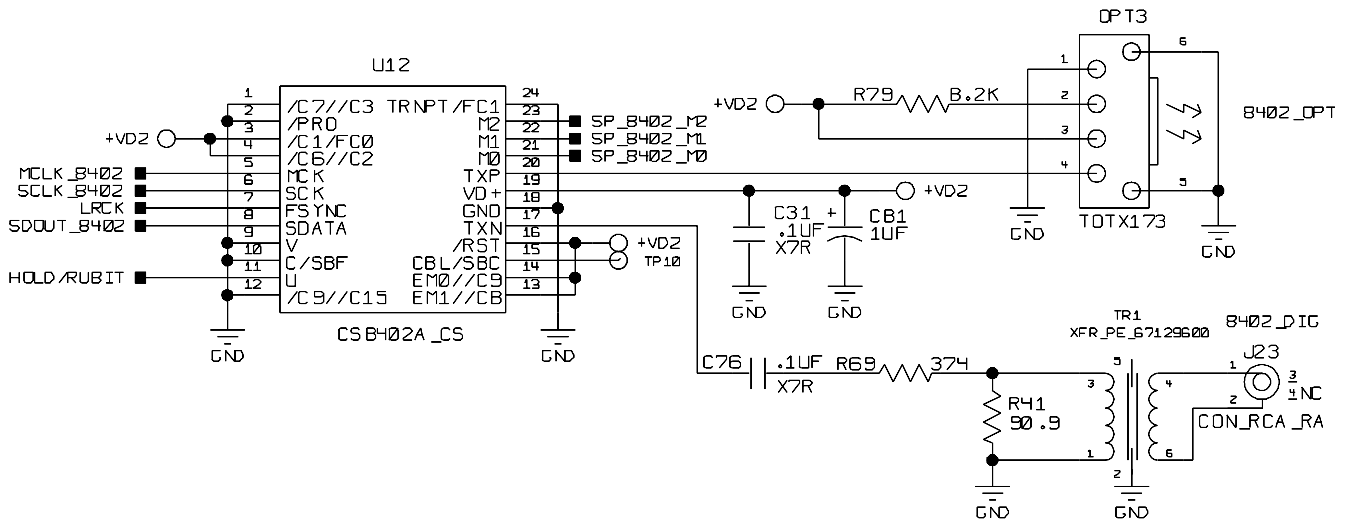 OPT3
U12
1 /C7//C3 TRNPT/FC1 24
2 /PRO M2 23 SP_8402_M2
+VD2 3 /C1/FC0 M1 22 SP_8402_M1
4 /C6//C2 M0 21 SP_8402_M0
MCLK_8402 5 MCK TXP 20
SCLK_8402 6 SCK VD+ 19 +VD2
LRCK 7 FSYNC GND 18
SDOUT_8402 8 SDATA TXN 17
9 V /RST 16 +VD2
10 C/SBF CBL/SBC 15 TP10
HOLD/RUBIT 11 U EM0//C9 14
12 /C9//C15 EM1//C8 13
GND
CS8402A_CS
GND
+VD2 R79 8.2K
1
2
3
4
6
5
8402_OPT
TOTX173
GND
GND
C31
.1UF
X7R
GND
+
C81
1UF
GND
C76 .1UF
X7R
R69 374
R41
90.9
GND
TR1
XFR_PE_67129600
5
3 4
1 6
2
GND
8402_DIG
J23
1
2
3
4 NC
CON_RCA_RA